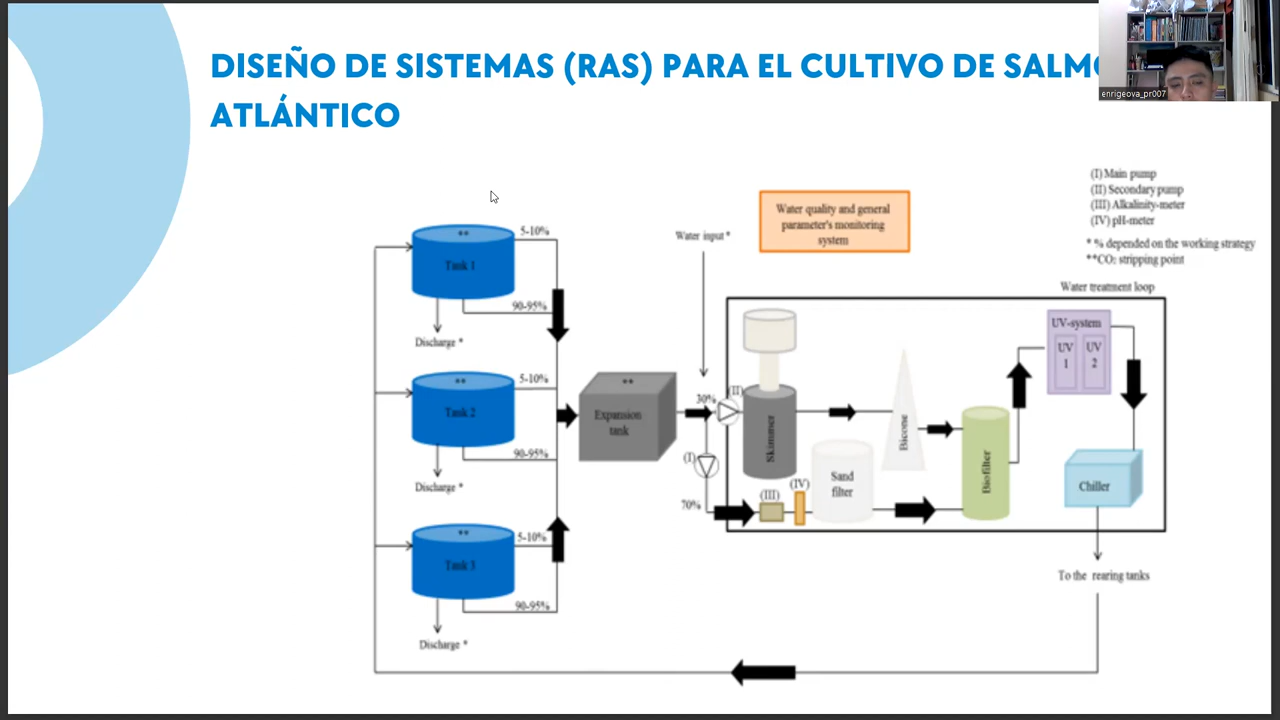 DISEÑO DE SISTEMAS (RAS) PARA EL CULTIVO DE
ATLÁNTICO
enrigeova_pr007
(I) Main pump
(II) Secondary pump
(III) Alkalinity-meter
(IV) pH-meter
* % depended on the working strategy
**CO₂ stripping point
Water quality and general
parameter's monitoring
system
Water input *
Water treatment loop
**
Tank 1
5-10%
90-95%
Discharge *
**
Tank 2
5-10%
90-95%
Discharge *
**
Tank 3
5-10%
90-95%
Discharge *
**
Expansion
tank
30%
(II)
(I)
70%
Skimmer
(III)
(IV)
Sand
filter
Bicone
Biofilter
UV-system
UV
1
UV
2
Chiller
To the rearing tanks